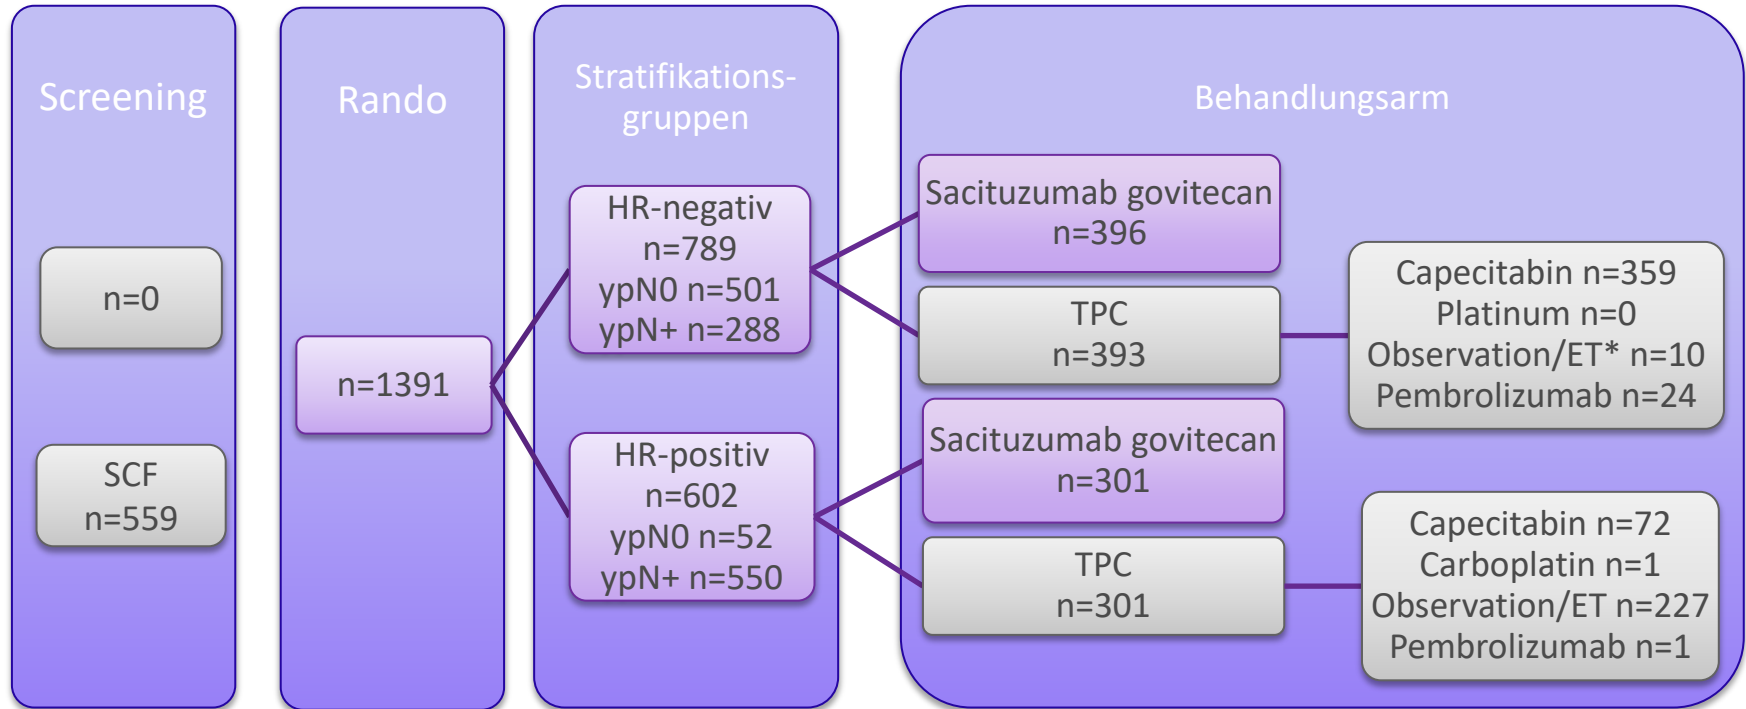 Screening
n=0
SCF
n=559
Rando
n=1391
Stratifikations-
gruppen
HR-negativ
n=789
ypN0 n=501
ypN+ n=288
HR-positiv
n=602
ypN0 n=52
ypN+ n=550
Behandlungsarm
Sacituzumab govitecan
n=396
TPC
n=393
Capecitabin n=359
Platinum n=0
Observation/ET* n=10
Pembrolizumab n=24
Sacituzumab govitecan
n=301
TPC
n=301
Capecitabin n=72
Carboplatin n=1
Observation/ET n=227
Pembrolizumab n=1